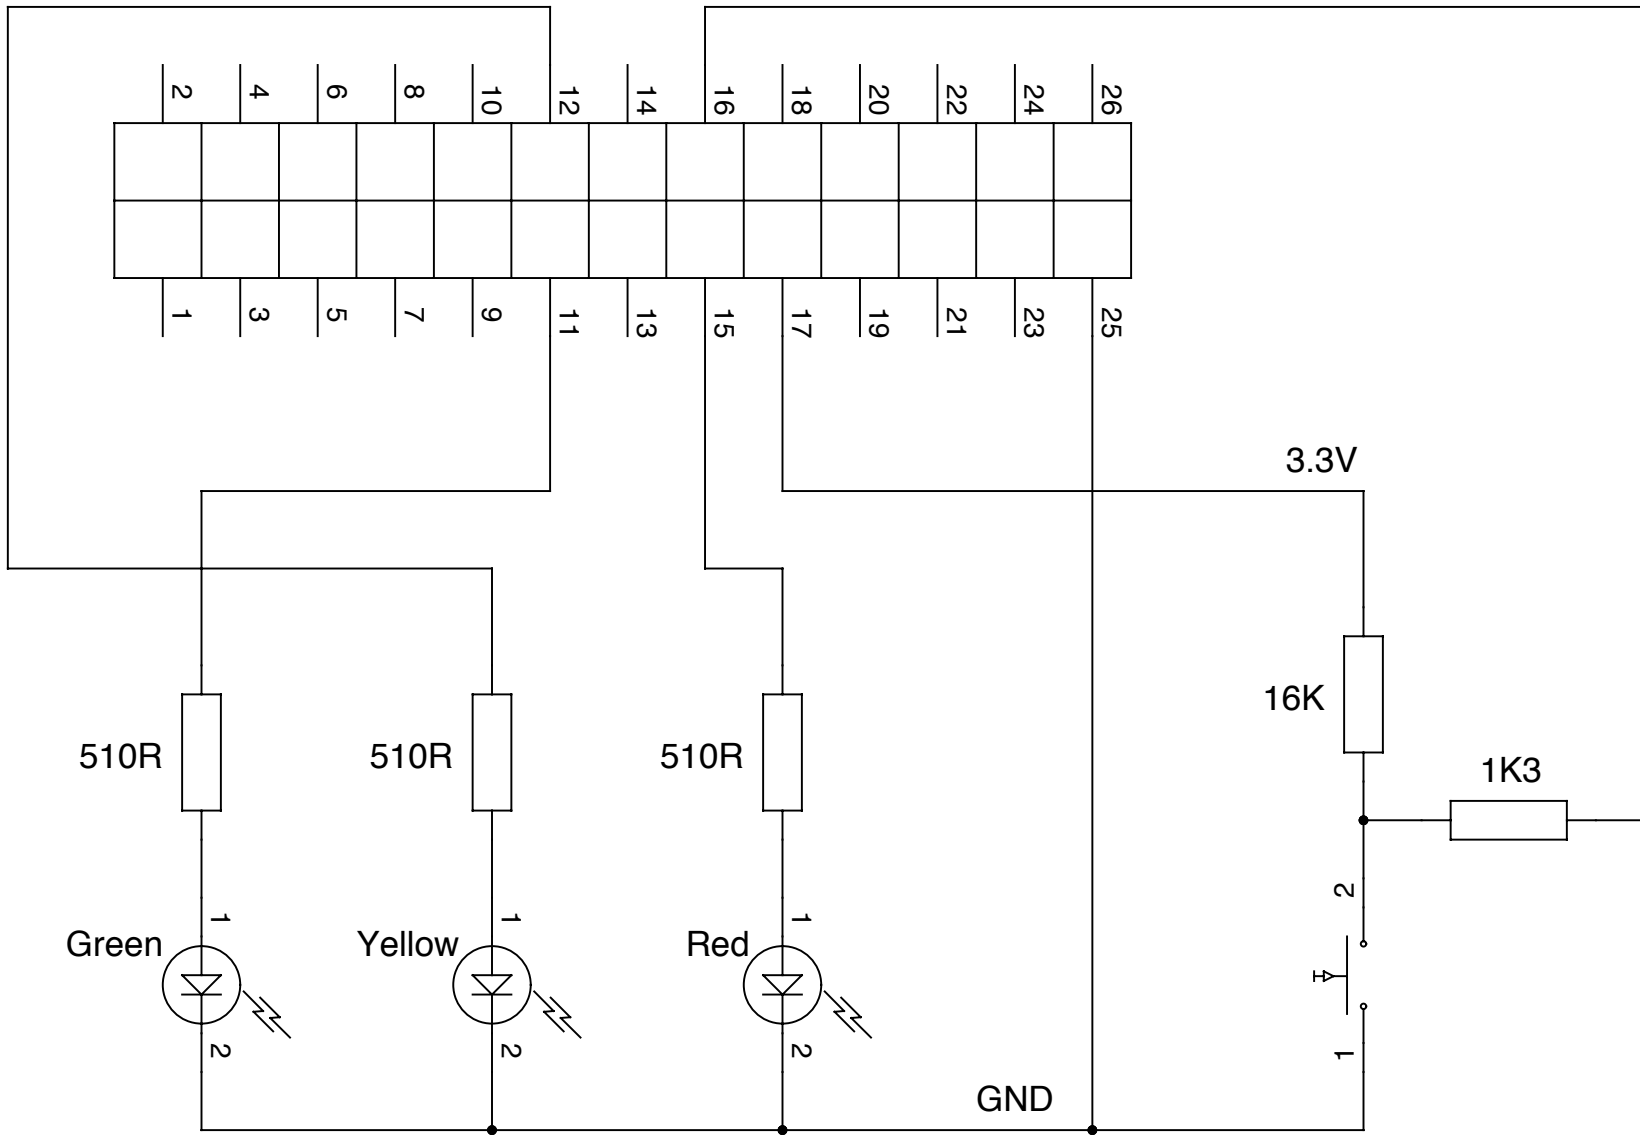 2 4 6 8 10 12 14 16 18 20 22 24 26
1 3 5 7 9 11 13 15 17 19 21 23 25
3.3V
16K
510R 510R 510R 1K3
2
1 1 1
Green Yellow Red
2 2 2 1
GND